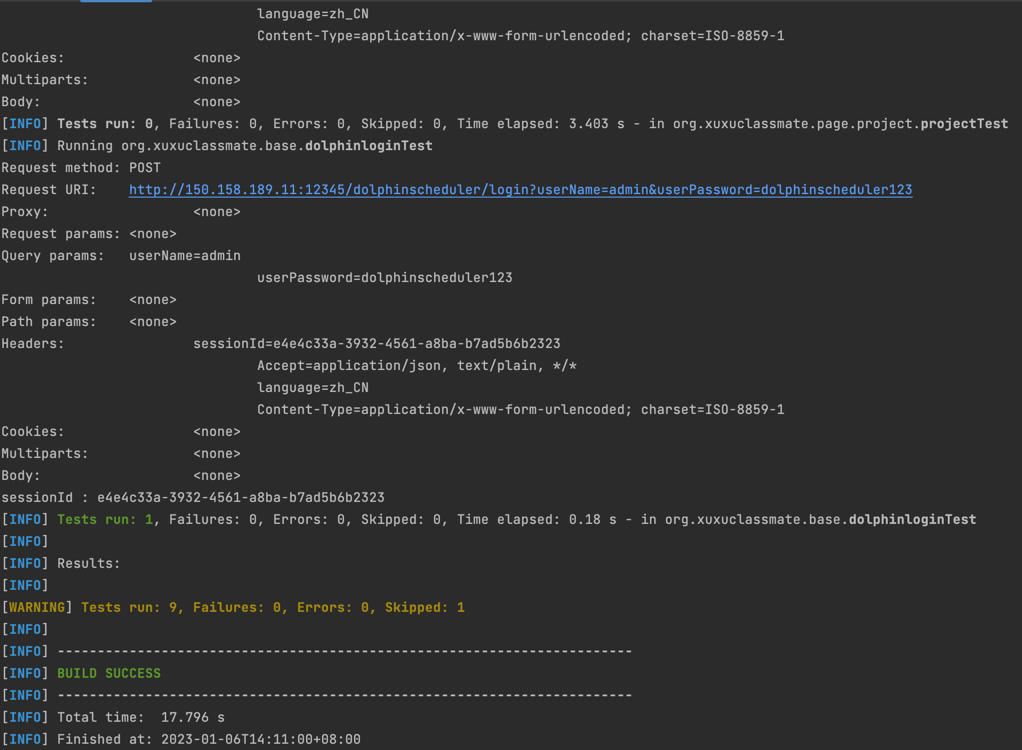 language=zh_CN
Content-Type=application/x-www-form-urlencoded; charset=ISO-8859-1
Cookies: <none>
Multiparts: <none>
Body: <none>
[INFO] Tests run: 0, Failures: 0, Errors: 0, Skipped: 0, Time elapsed: 3.403 s - in org.xuxuclassmate.page.project.projectTest
[INFO] Running org.xuxuclassmate.base.dolphinloginTest
Request method: POST
Request URI: http://150.158.189.11:12345/dolphinscheduler/login?userName=admin&userPassword=dolphinscheduler123
Proxy: <none>
Request params: <none>
Query params: userName=admin
userPassword=dolphinscheduler123
Form params: <none>
Path params: <none>
Headers: sessionId=e4e4c33a-3932-4561-a8ba-b7ad5b6b2323
Accept=application/json, text/plain, */*
language=zh_CN
Content-Type=application/x-www-form-urlencoded; charset=ISO-8859-1
Cookies: <none>
Multiparts: <none>
Body: <none>
sessionId : e4e4c33a-3932-4561-a8ba-b7ad5b6b2323
[INFO] Tests run: 1, Failures: 0, Errors: 0, Skipped: 0, Time elapsed: 0.18 s - in org.xuxuclassmate.base.dolphinloginTest
[INFO]
[INFO] Results:
[INFO]
[WARNING] Tests run: 9, Failures: 0, Errors: 0, Skipped: 1
[INFO]
[INFO] ------------------------------------------------------------------------
[INFO] BUILD SUCCESS
[INFO] ------------------------------------------------------------------------
[INFO] Total time:  17.796 s
[INFO] Finished at: 2023-01-06T14:11:00+08:00